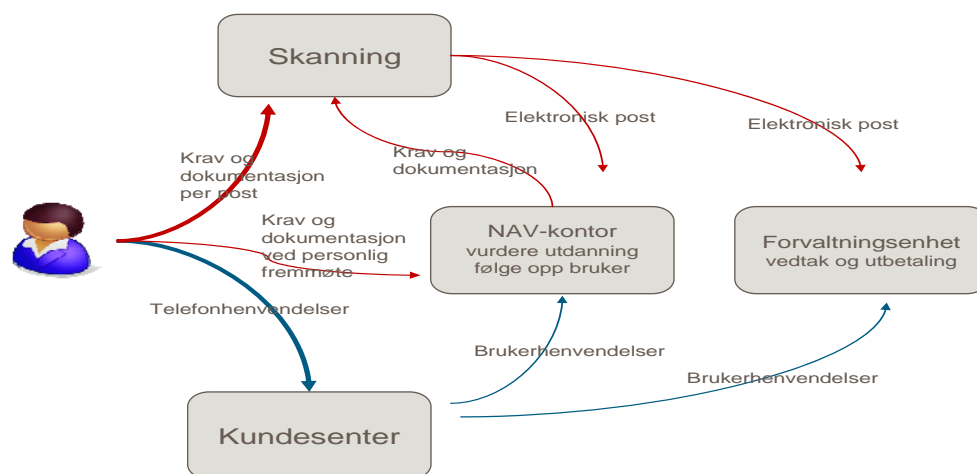 Skanning
Elektronisk post
Elektronisk post
Krav og
dokumentasjon
per post
Krav og
dokumentasjon
Krav og
dokumentasjon
ved personlig
fremmøte
NAV-kontor
vurdere utdanning
følge opp bruker
Forvaltningsenhet
vedtak og utbetaling
Telefonhenvendelser
Brukerhenvendelser
Brukerhenvendelser
Kundesenter